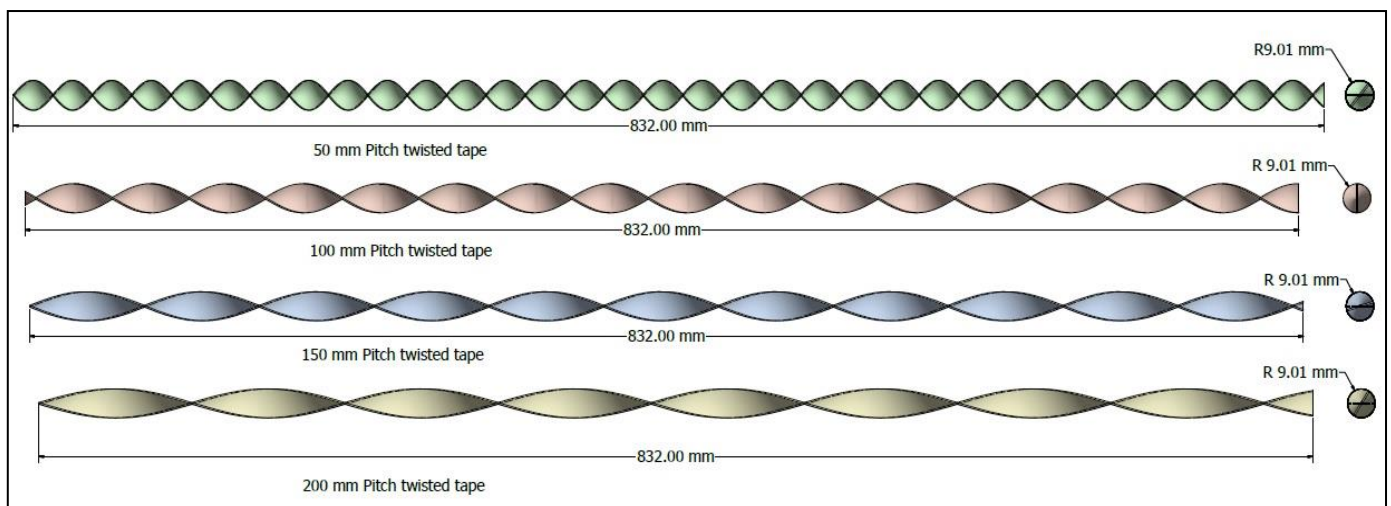 R9.01 mm
832.00 mm
50 mm Pitch twisted tape
R 9.01 mm
832.00 mm
100 mm Pitch twisted tape
R 9.01 mm
832.00 mm
150 mm Pitch twisted tape
R 9.01 mm
832.00 mm
200 mm Pitch twisted tape